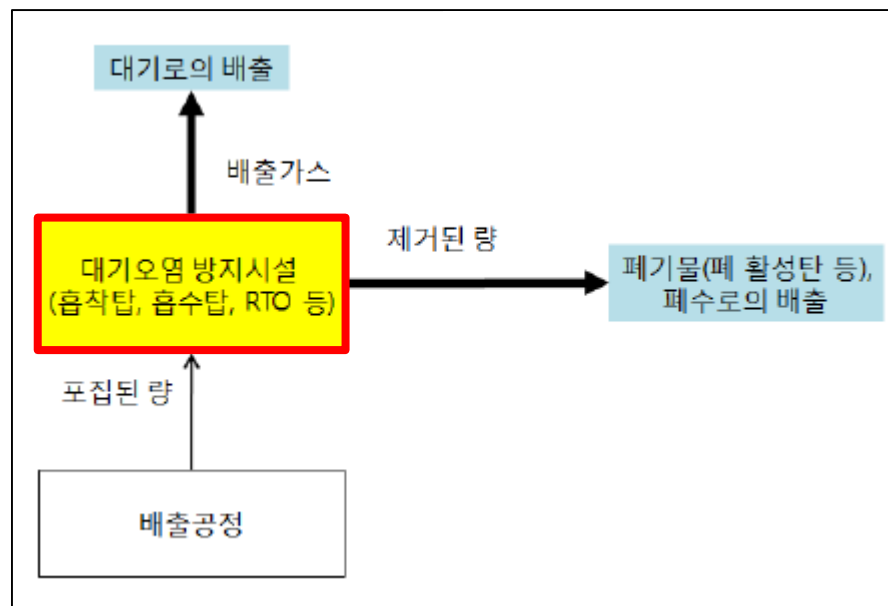 대기로의 배출
배출가스
제거된 량
대기오염 방지시설
(흡착탑, 흡수탑, RTO 등)
폐기물(폐 활성탄 등),
폐수로의 배출
포집된 량
배출공정